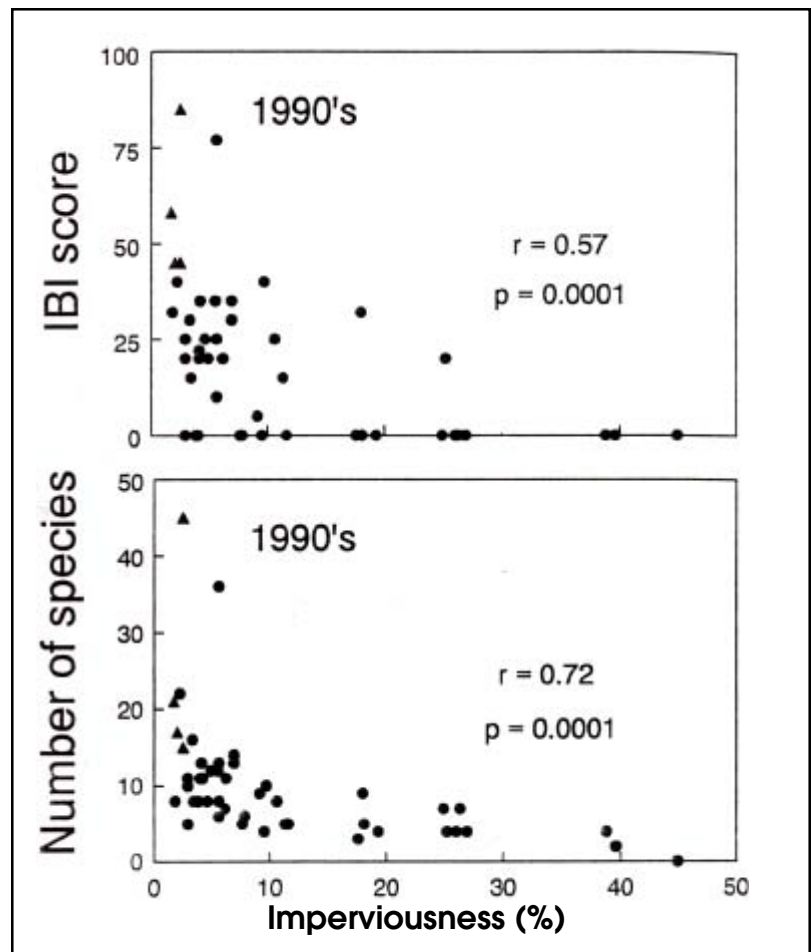 100
75
50
25
0
IBI score
1990's
r = 0.57
p = 0.0001
50
40
30
20
10
0
Number of species
1990's
r = 0.72
p = 0.0001
0 10 20 30 40 50
Imperviousness (%)